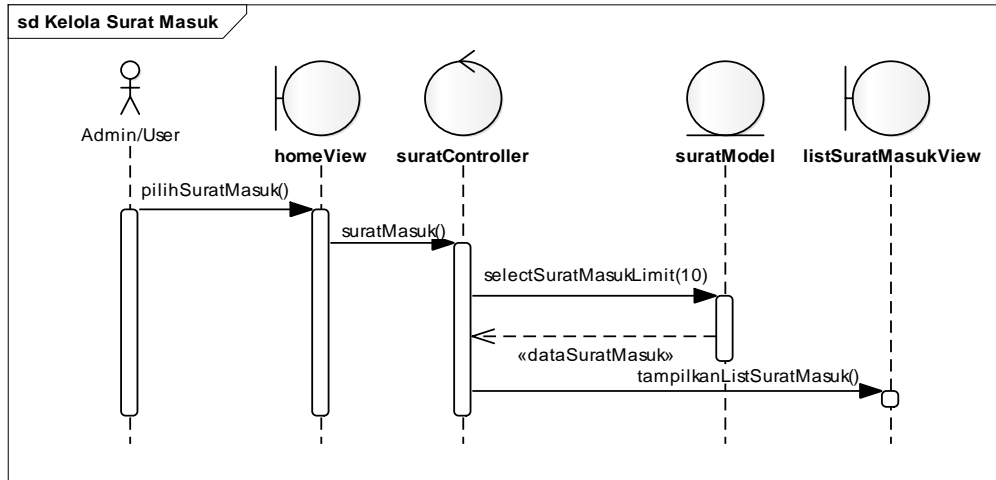 sd Kelola Surat Masuk
Admin/User
homeView
suratController
suratModel
listSuratMasukView
pilihSuratMasuk()
suratMasuk()
selectSuratMasukLimit(10)
«dataSuratMasuk»
tampilkanListSuratMasuk()